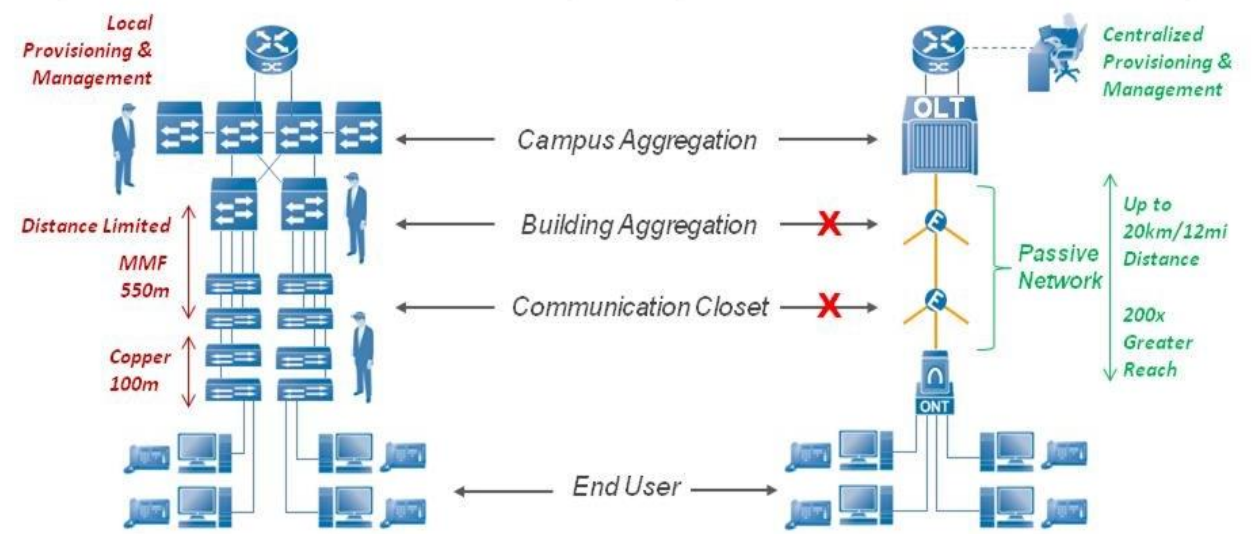 Local
Provisioning &
Management
Centralized
Provisioning &
Management
OLT
Campus Aggregation
Distance Limited
MMF
550m
Building Aggregation
X
E
Up to
20km/12mi
Distance
Passive
Network
Communication Closet
X
E
200x
Greater
Reach
Copper
100m
ONT
End User